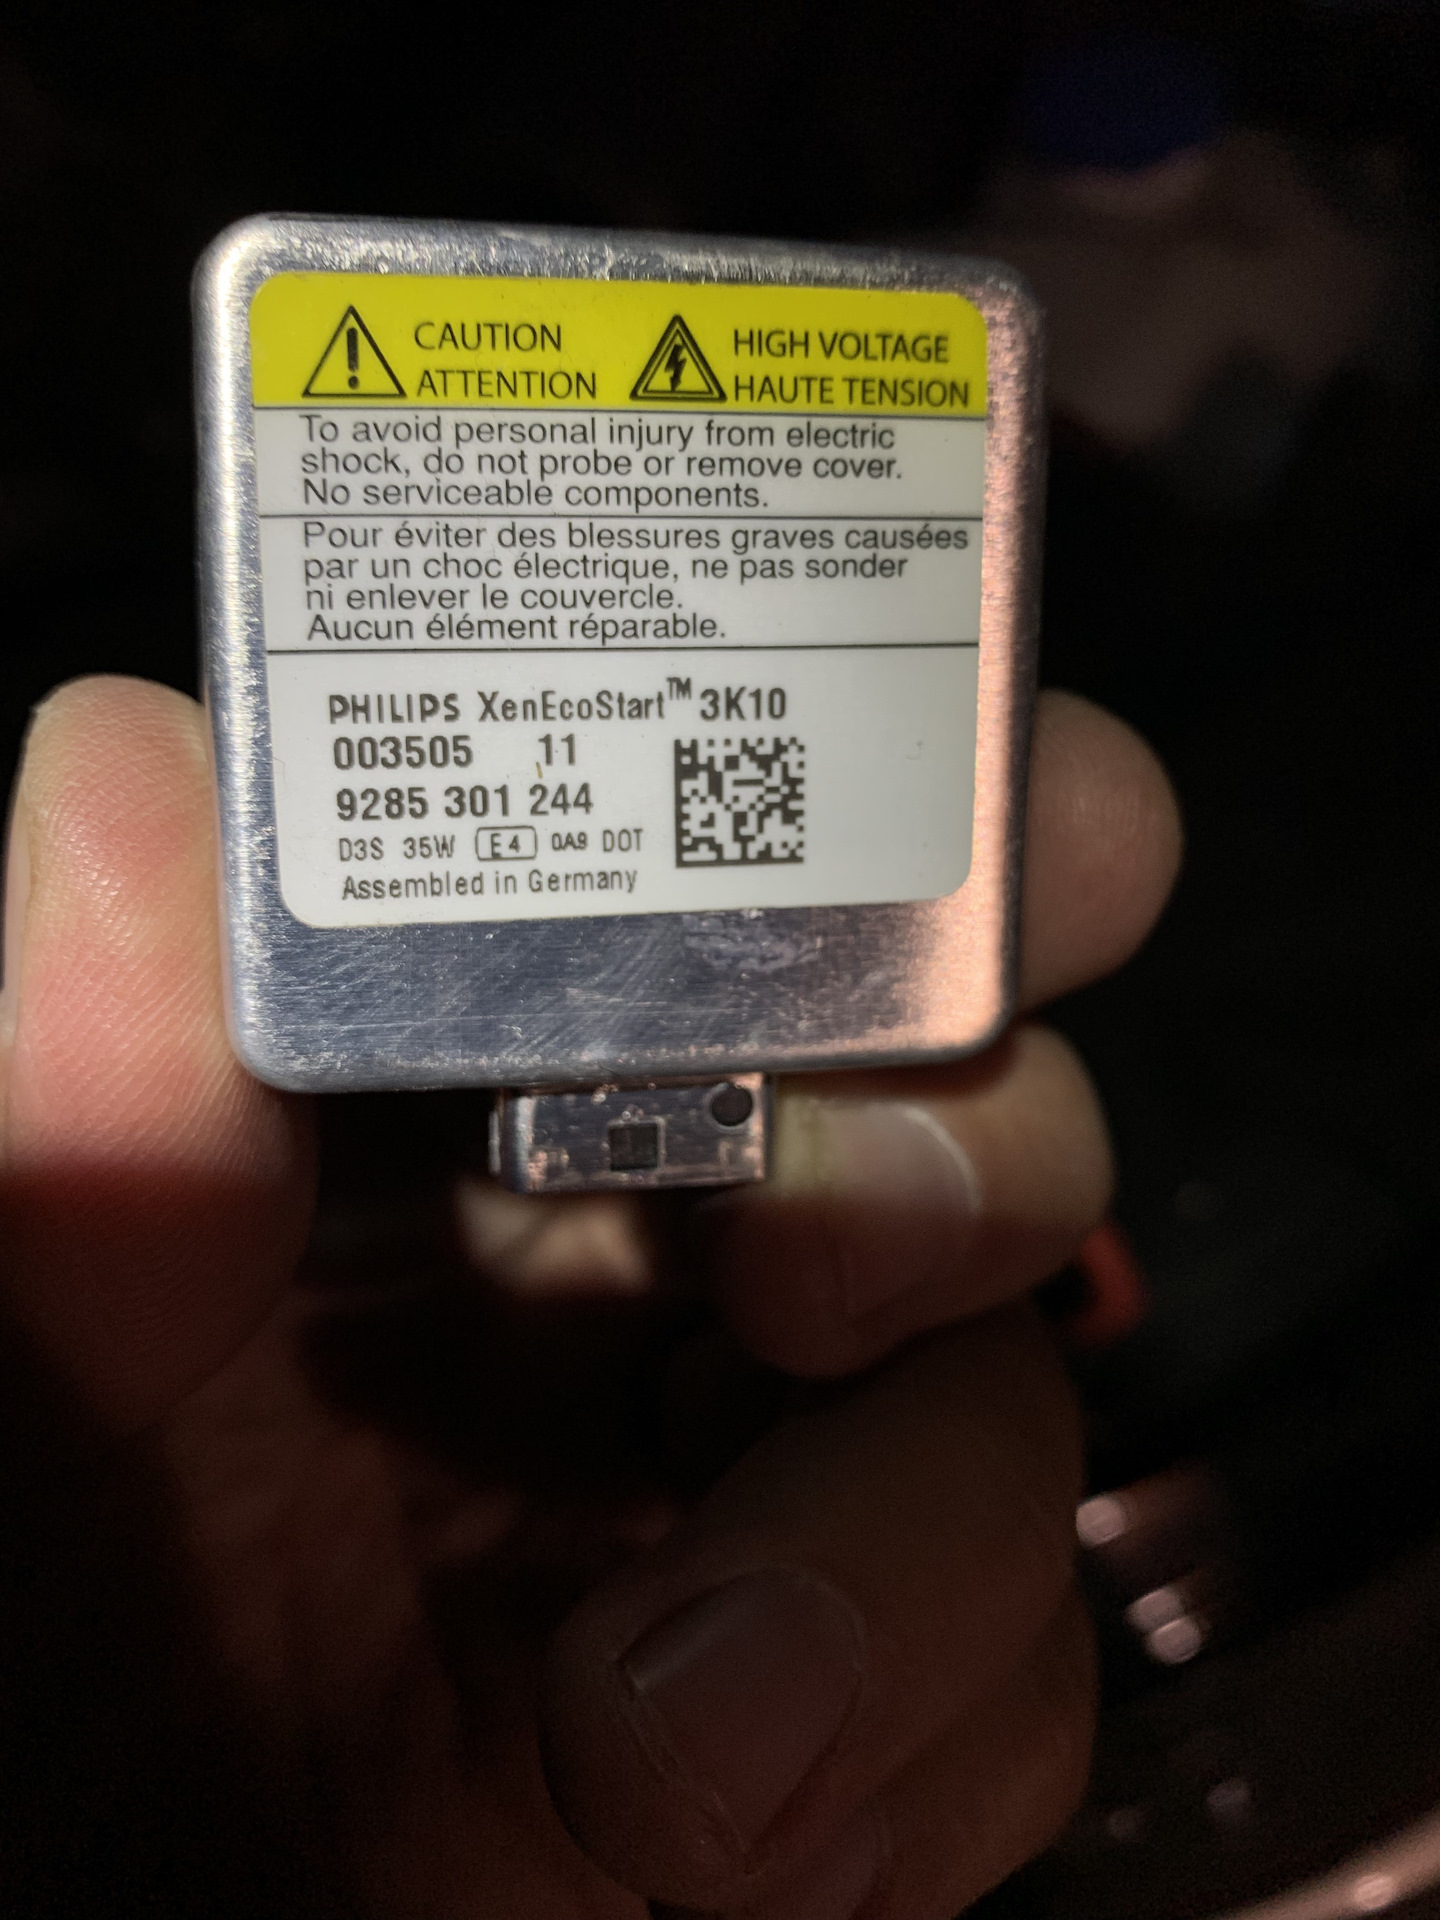 CAUTION
ATTENTION
HIGH VOLTAGE
HAUTE TENSION
To avoid personal injury from electric
shock, do not probe or remove cover.
No serviceable components.
Pour éviter des blessures graves causées
par un choc électrique, ne pas sonder
ni enlever le couvercle.
Aucun élément réparable.
PHILIPS XenEcoStart™ 3K10
003505 11
9285 301 244
D3S 35W E4 0A9 DOT
Assembled in Germany